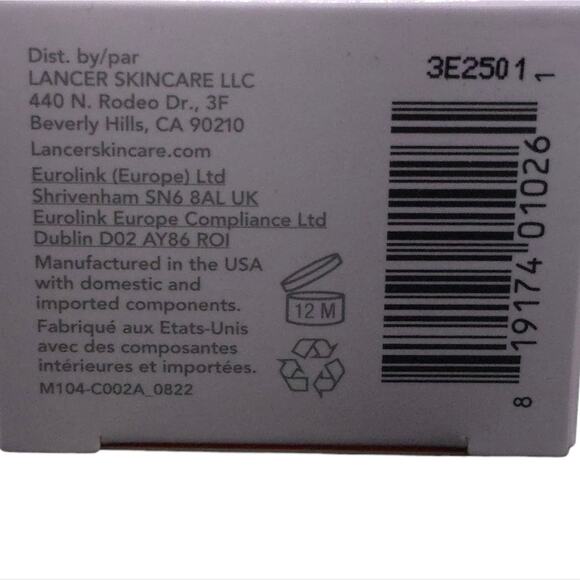 Dist. by/par
LANCER SKINCARE LLC
440 N. Rodeo Dr., 3F
Beverly Hills, CA 90210
Lancerskincare.com
Eurolink (Europe) Ltd
Shrivenham SN6 8AL UK
Eurolink Europe Compliance Ltd
Dublin D02 AY86 ROI
Manufactured in the USA
with domestic and
imported components.
Fabriqué aux Etats-Unis
avec des composantes
intérieures et importées.
M104-C002A_0822
12 M
3E2501
8 19174 01026 1